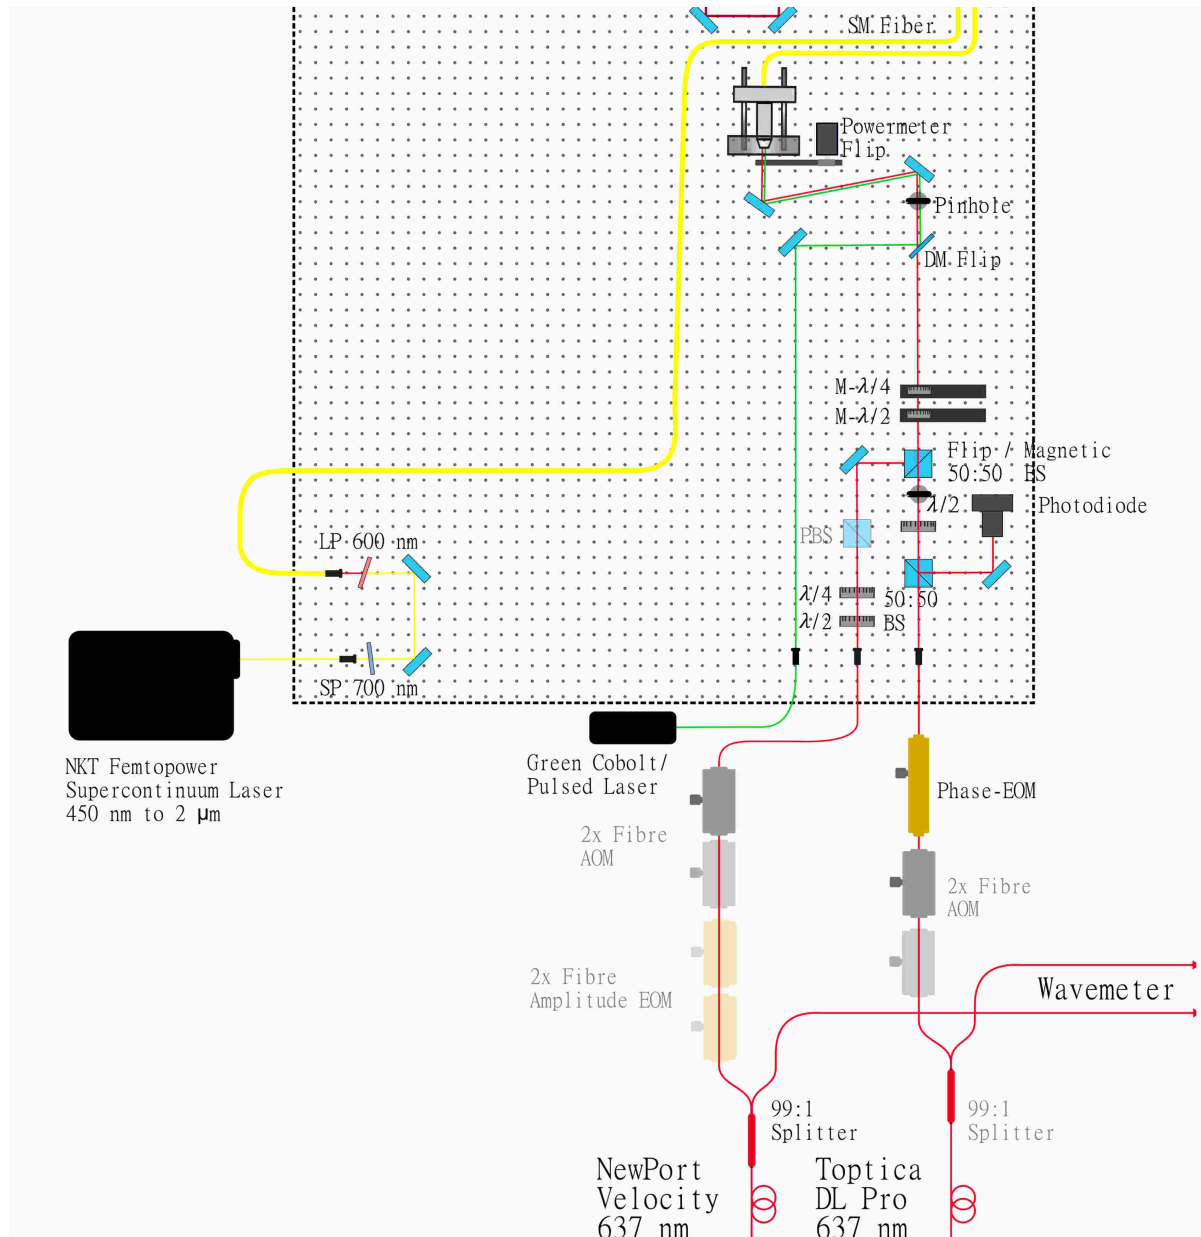 SM Fiber
Powermeter
Flip
Pinhole
DM Flip
M-λ/4
M-λ/2
Flip / Magnetic
50:50 BS
λ/2
Photodiode
PBS
LP 600 nm
λ/4
50:50
λ/2
BS
SP 700 nm
NKT Femtopower
Supercontinuum Laser
450 nm to 2 μm
Green Cobolt/
Pulsed Laser
Phase-EOM
2x Fibre
AOM
2x Fibre
AOM
2x Fibre
Amplitude EOM
Wavemeter
99:1
Splitter
99:1
Splitter
NewPort
Velocity
637 nm
Toptica
DL Pro
637 nm